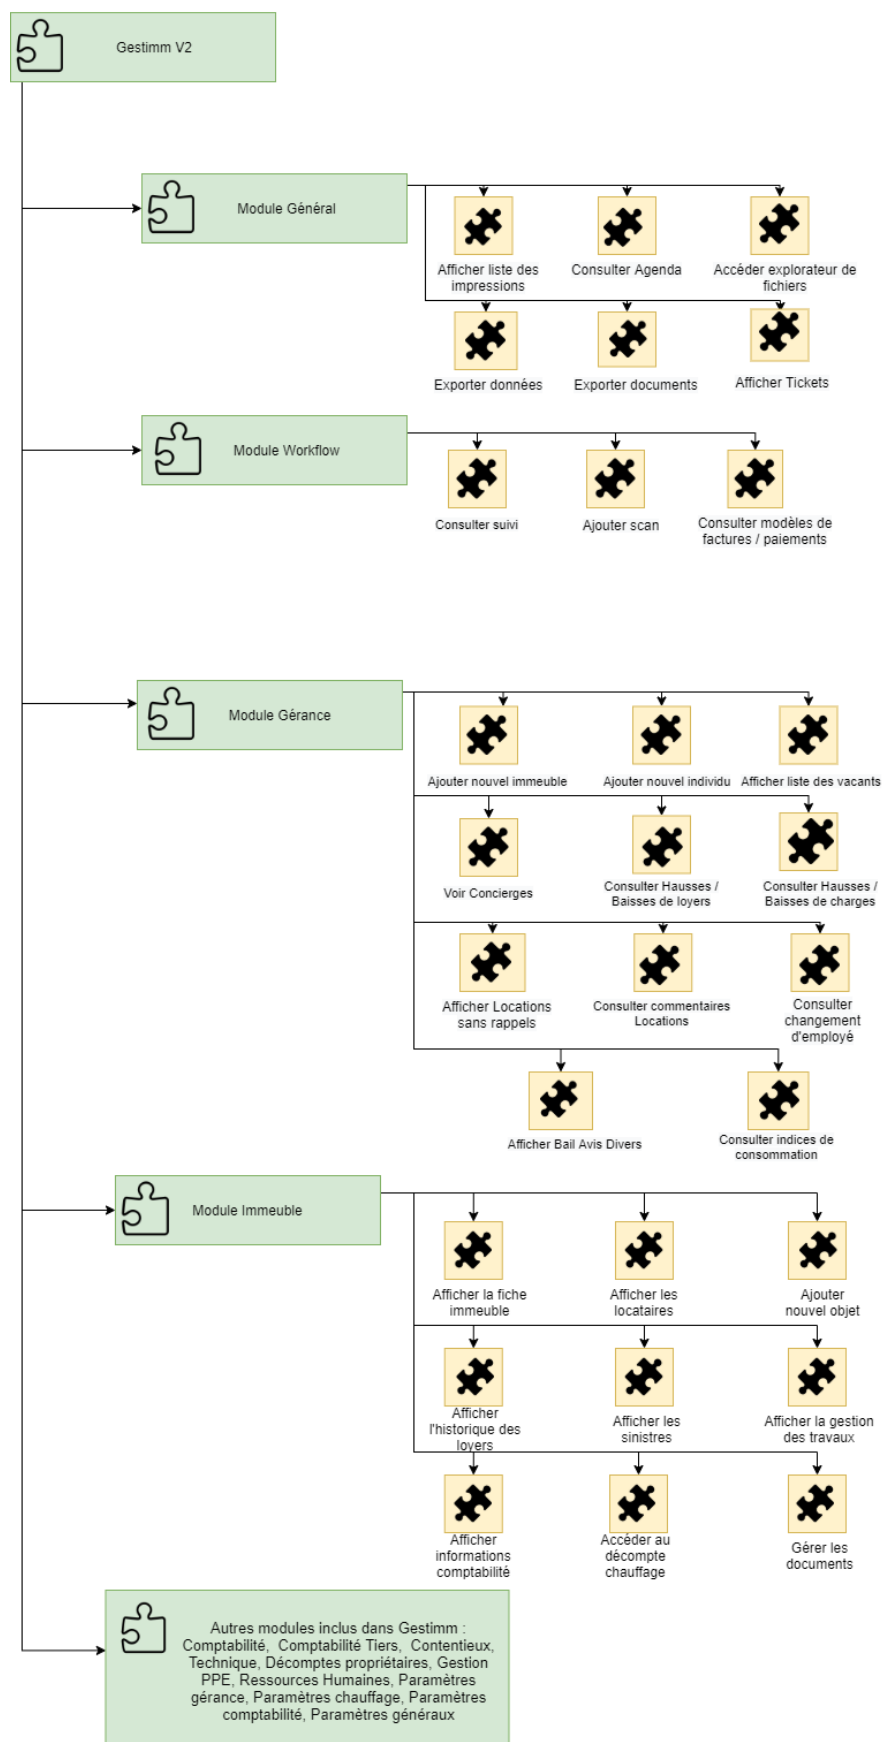 Gestimm V2
Module Général
Afficher liste des
impressions
Consulter Agenda
Accéder explorateur de
fichiers
Exporter données
Exporter documents
Afficher Tickets
Module Workflow
Consulter suivi
Ajouter scan
Consulter modèles de
factures / paiements
Module Gérance
Ajouter nouvel immeuble
Ajouter nouvel individu
Afficher liste des vacants
Voir Concierges
Consulter Hausses /
Baisses de loyers
Consulter Hausses /
Baisses de charges
Afficher Locations
sans rappels
Consulter commentaires
Locations
Consulter
changement
d'employé
Afficher Bail Avis Divers
Consulter indices de
consommation
Module Immeuble
Afficher la fiche
immeuble
Afficher les
locataires
Ajouter
nouvel objet
Afficher
l'historique des
loyers
Afficher les
sinistres
Afficher la gestion
des travaux
Afficher
informations
comptabilité
Accéder au
décompte
chauffage
Gérer les
documents
Autres modules inclus dans Gestimm :
Comptabilité, Comptabilité Tiers, Contentieux,
Technique, Décomptes propriétaires, Gestion
PPE, Ressources Humaines, Paramètres
gérance, Paramètres chauffage, Paramètres
comptabilité, Paramètres généraux